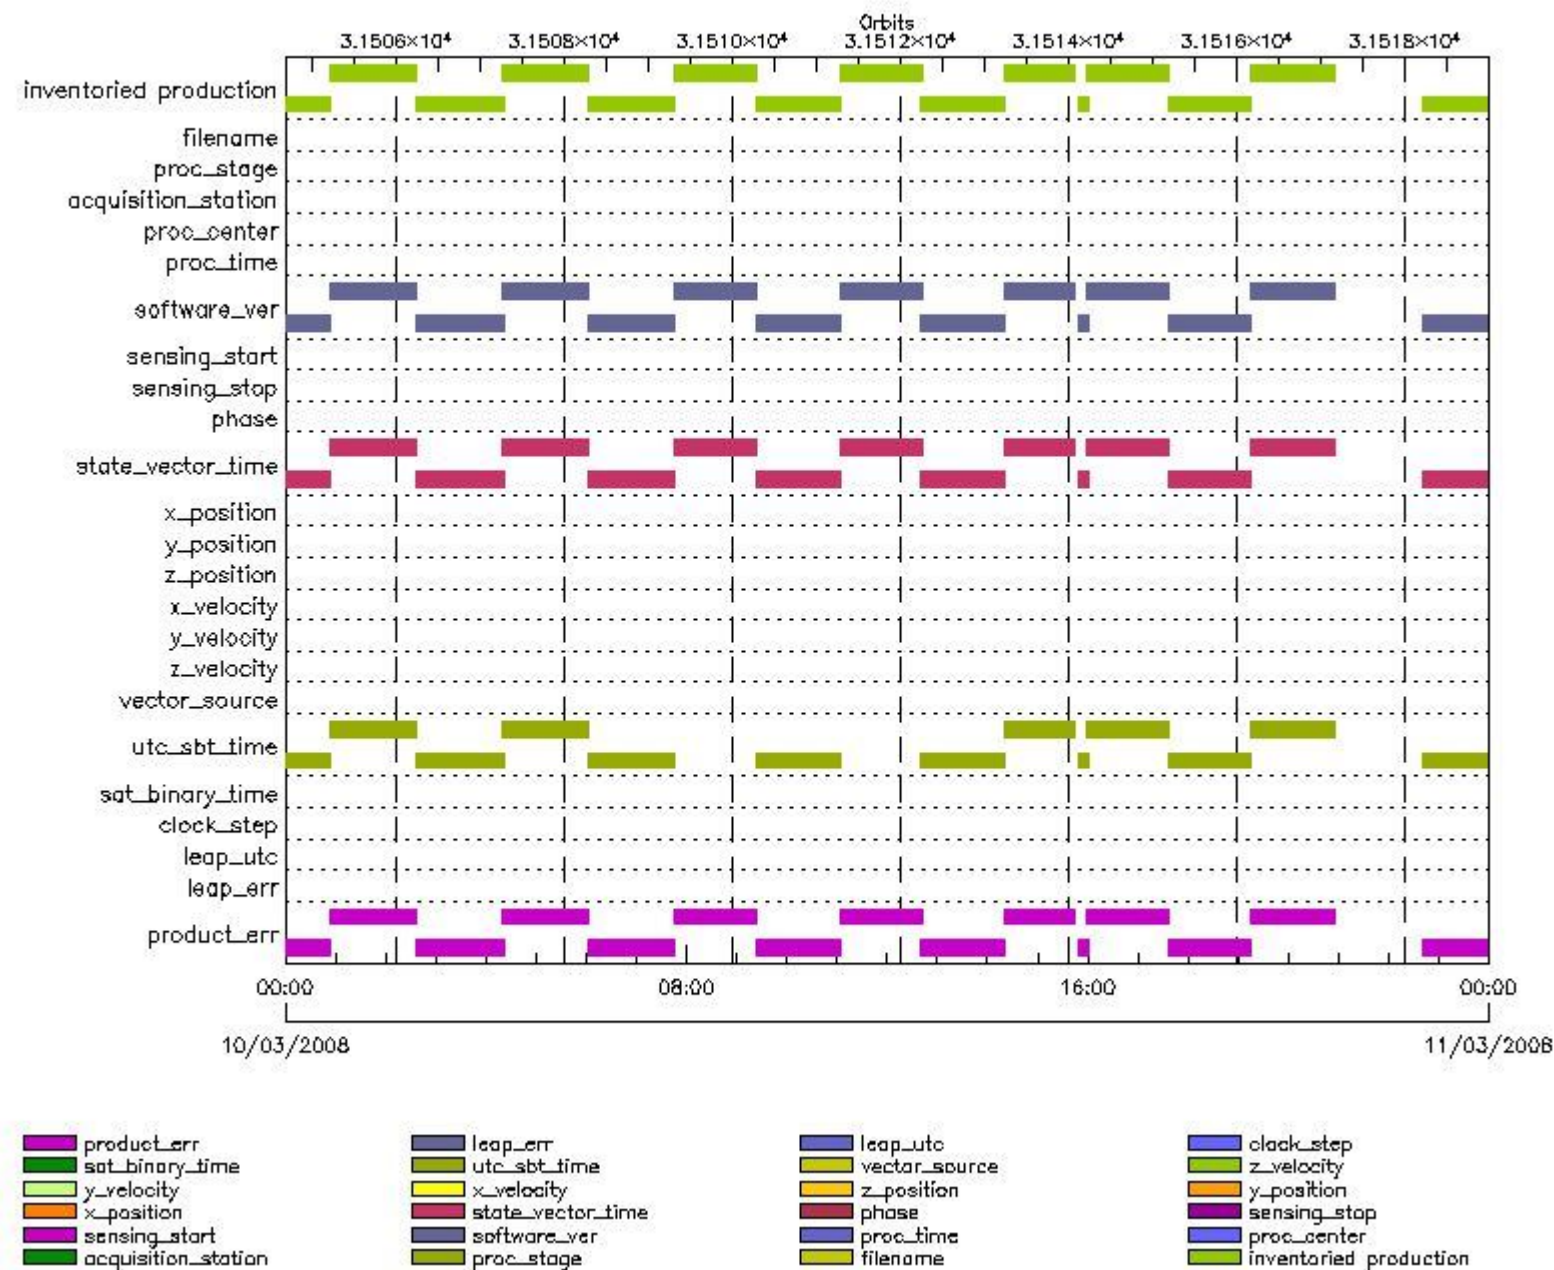 Orbits
3.1506×10⁴ 3.1508×10⁴ 3.1510×10⁴ 3.1512×10⁴ 3.1514×10⁴ 3.1516×10⁴ 3.1518×10⁴
inventoried production
filename
proc_stage
acquisition_station
proc_center
proc_time
software_ver
sensing_start
sensing_stop
phase
state_vector_time
x_position
y_position
z_position
x_velocity
y_velocity
z_velocity
vector_source
utc_sbt_time
sat_binary_time
clock_step
leap_utc
leap_err
product_err
00:00 08:00 16:00 00:00
10/03/2008 11/03/2008
product_err leap_err leap_utc clock_step
sat_binary_time utc_sbt_time vector_source z_velocity
y_velocity x_velocity z_position y_position
x_position state_vector_time phase sensing_stop
sensing_start software_ver proc_time proc_center
acquisition_station proc_stage filename inventoried production